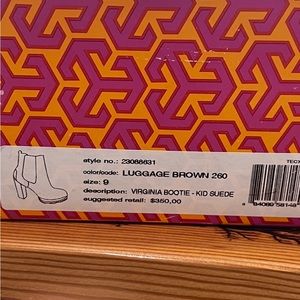 TECX
style no.: 23088631
color/code: LUGGAGE BROWN 260
size: 9
description: VIRGINIA BOOTIE - KID SUEDE
suggested retail: $350.00